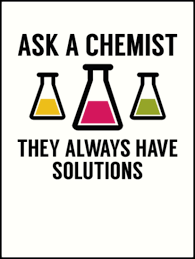 ASK A CHEMIST
THEY ALWAYS HAVE
SOLUTIONS